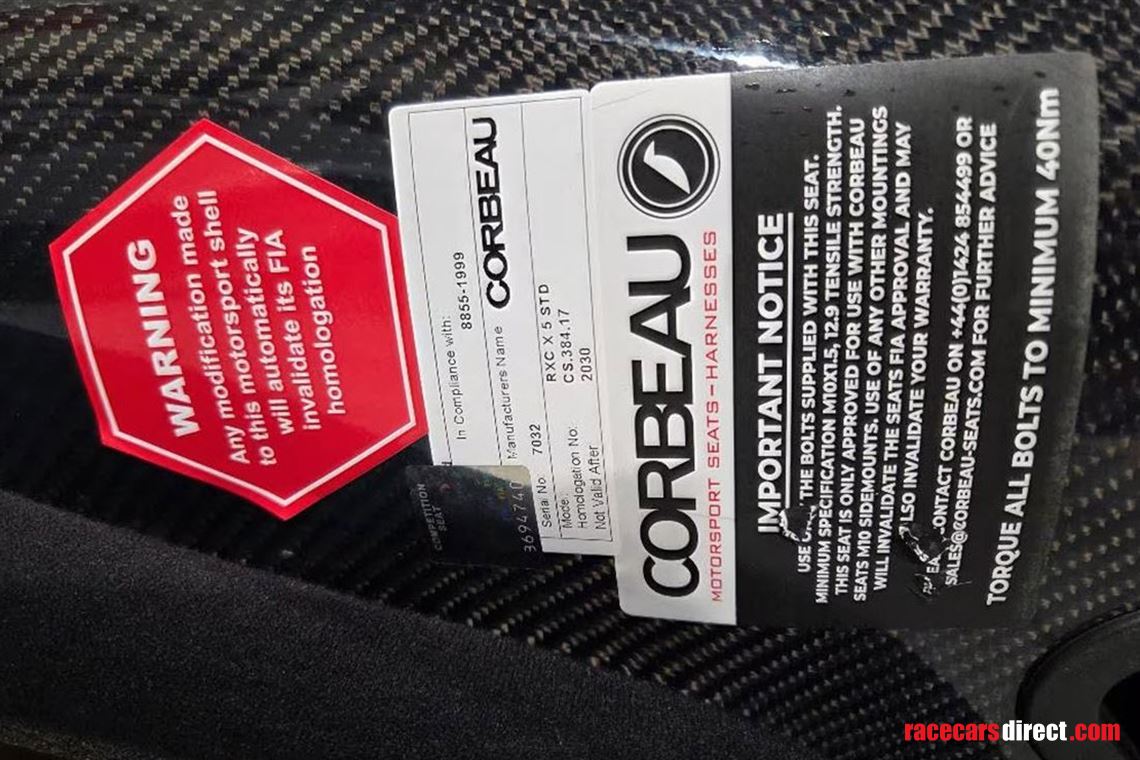 WARNING
Any modification made
to this motorsport shell
will automatically
invalidate its FIA
homologation
In Compliance with:
8855-1999
Manufacturers Name CORBEAU
COMPETITION
SEAT
3694740
Serial No. 7032
Model: RXC X 5 STD
Homologation No: CS.384.17
Not Valid After 2030
CORBEAU
MOTORSPORT SEATS-HARNESSES
IMPORTANT NOTICE
USE THE BOLTS SUPPLIED WITH THIS SEAT.
MINIMUM SPECIFICATION M10X1.5, 12.9 TENSILE STRENGTH.
THIS SEAT IS ONLY APPROVED FOR USE WITH CORBEAU
SEATS M10 SIDEMOUNTS. USE OF ANY OTHER MOUNTINGS
WILL INVALIDATE THE SEATS FIA APPROVAL AND MAY
ALSO INVALIDATE YOUR WARRANTY.
CONTACT CORBEAU ON +44(0)1424 854499 OR
SALES@CORBEAU-SEATS.COM FOR FURTHER ADVICE
TORQUE ALL BOLTS TO MINIMUM 40Nm
racecarsdirect.com